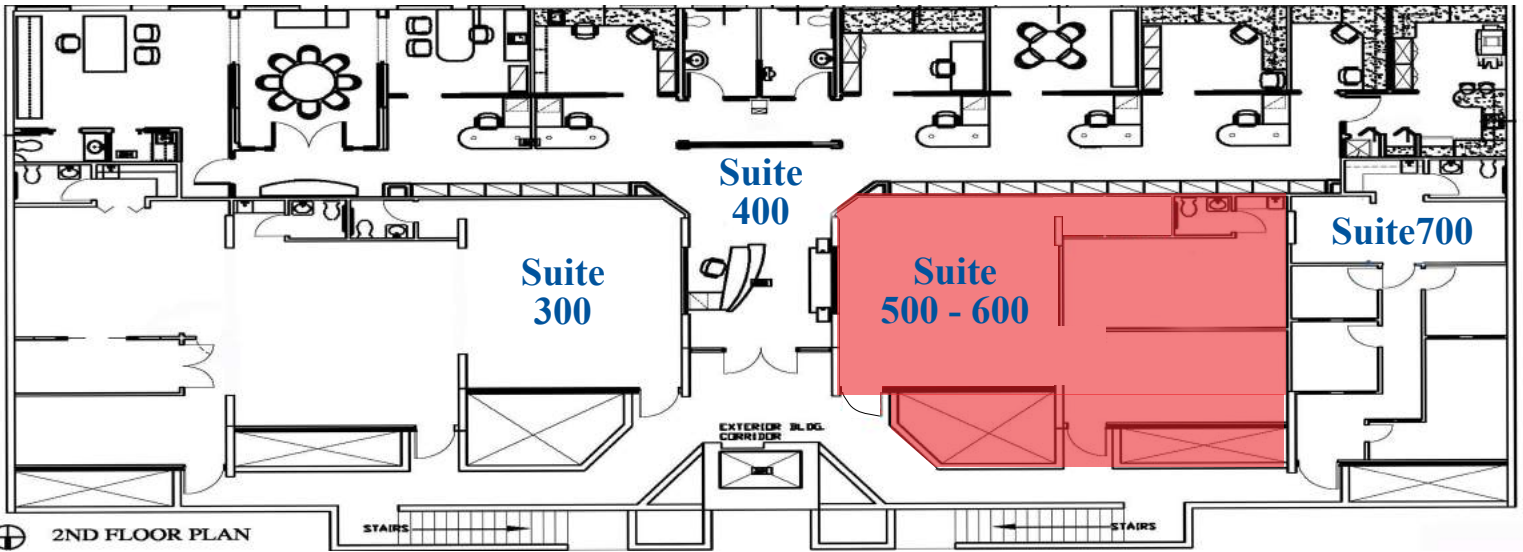 Suite
400
Suite
300
Suite
500 - 600
Suite700
EXTERIOR BLDG.
CORRIDOR
STAIRS
STAIRS
2ND FLOOR PLAN